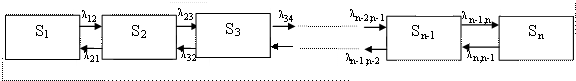 λ12 λ23 λ34 λn-2,n-1 λn-1,n
S1 S2 S3 Sn-1 Sn
λ21 λ32 λn-1,n-2 λn,n-1